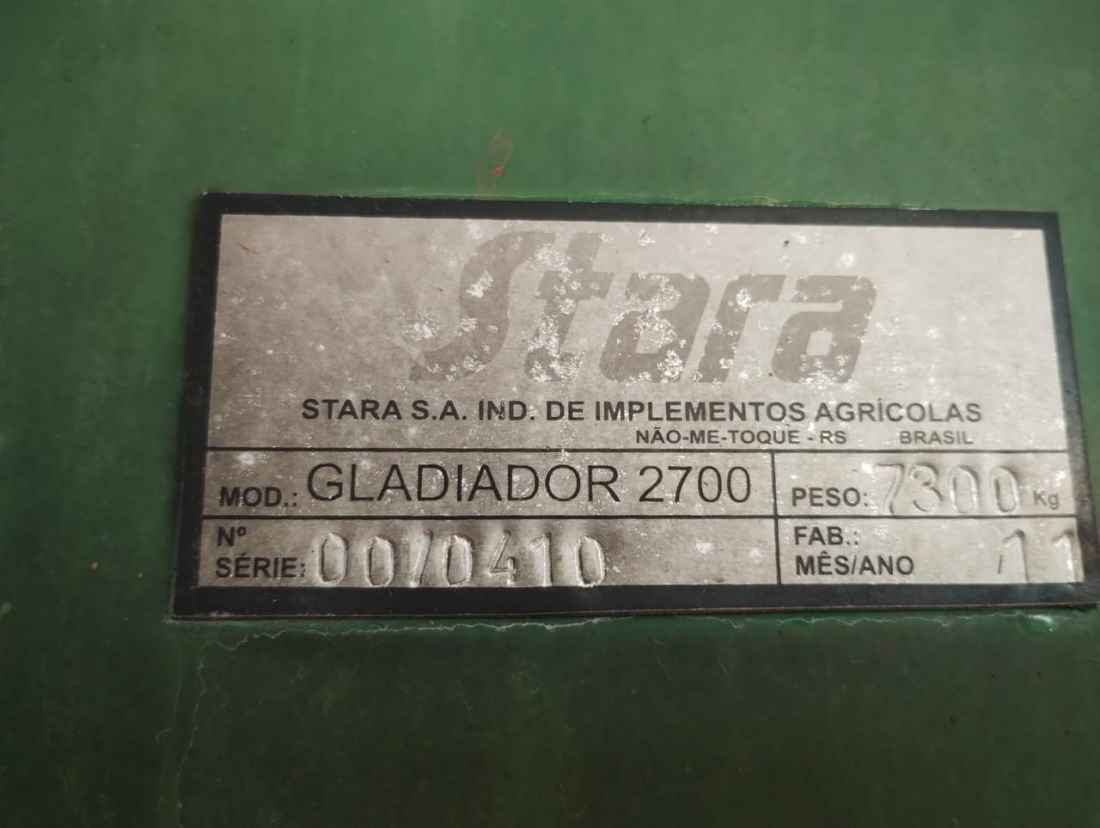 Stara
STARA S.A. IND. DE IMPLEMENTOS AGRÍCOLAS
NÃO-ME-TOQUE - RS BRASIL
MOD.: GLADIADOR 2700
PESO: 7300 Kg
Nº
SÉRIE: 00/0410
FAB.:
MÊS/ANO /11